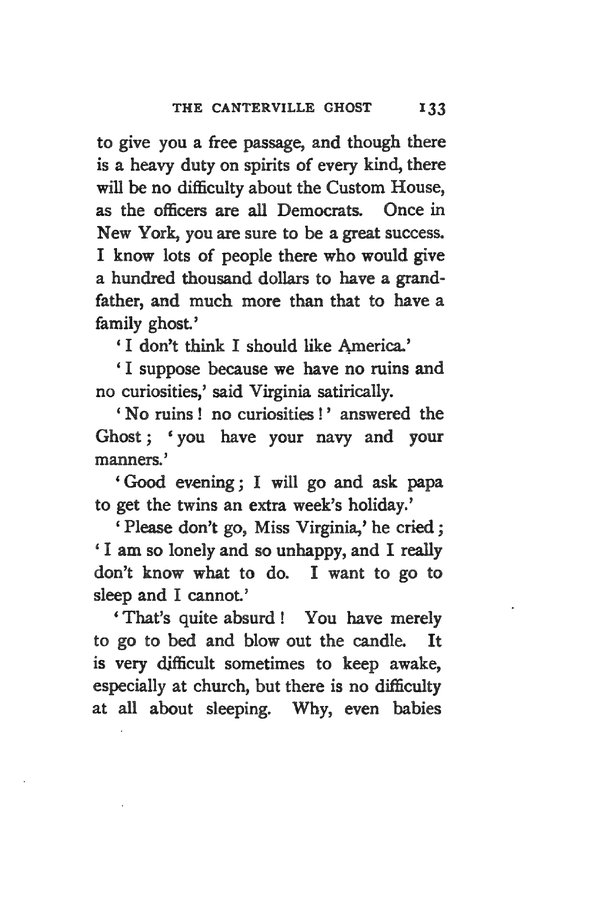 THE CANTERVILLE GHOST 133
to give you a free passage, and though there
is a heavy duty on spirits of every kind, there
will be no difficulty about the Custom House,
as the officers are all Democrats. Once in
New York, you are sure to be a great success.
I know lots of people there who would give
a hundred thousand dollars to have a grand-
father, and much more than that to have a
family ghost.'
‘I don't think I should like America.'
‘I suppose because we have no ruins and
no curiosities,' said Virginia satirically.
‘No ruins! no curiosities!' answered the
Ghost; ‘you have your navy and your
manners.'
‘Good evening; I will go and ask papa
to get the twins an extra week's holiday.'
‘Please don't go, Miss Virginia,' he cried;
‘I am so lonely and so unhappy, and I really
don't know what to do. I want to go to
sleep and I cannot.'
‘That's quite absurd! You have merely
to go to bed and blow out the candle. It
is very difficult sometimes to keep awake,
especially at church, but there is no difficulty
at all about sleeping. Why, even babies